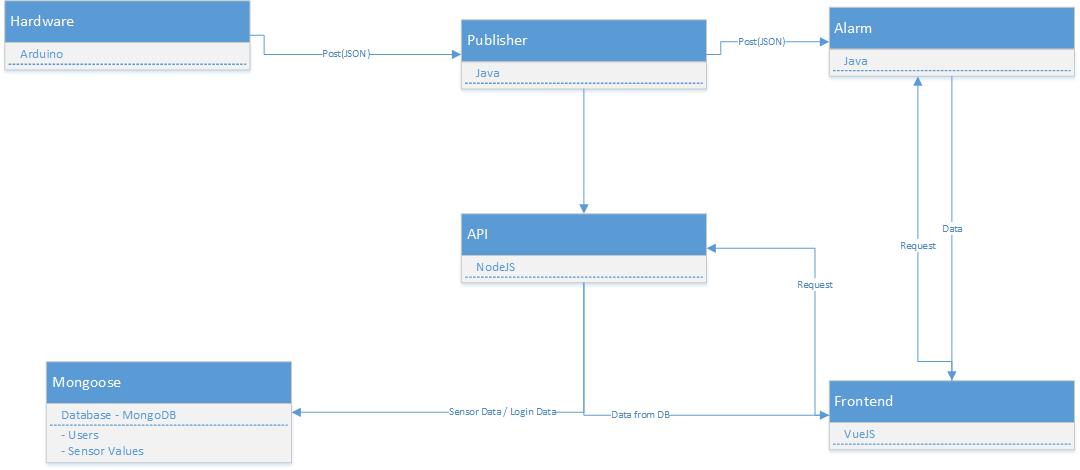 Hardware
Arduino
Post(JSON)
Publisher
Java
Post(JSON)
Alarm
Java
API
NodeJS
Request
Request
Data
Mongoose
Database - MongoDB
- Users
- Sensor Values
Sensor Data / Login Data
Data from DB
Frontend
VueJS